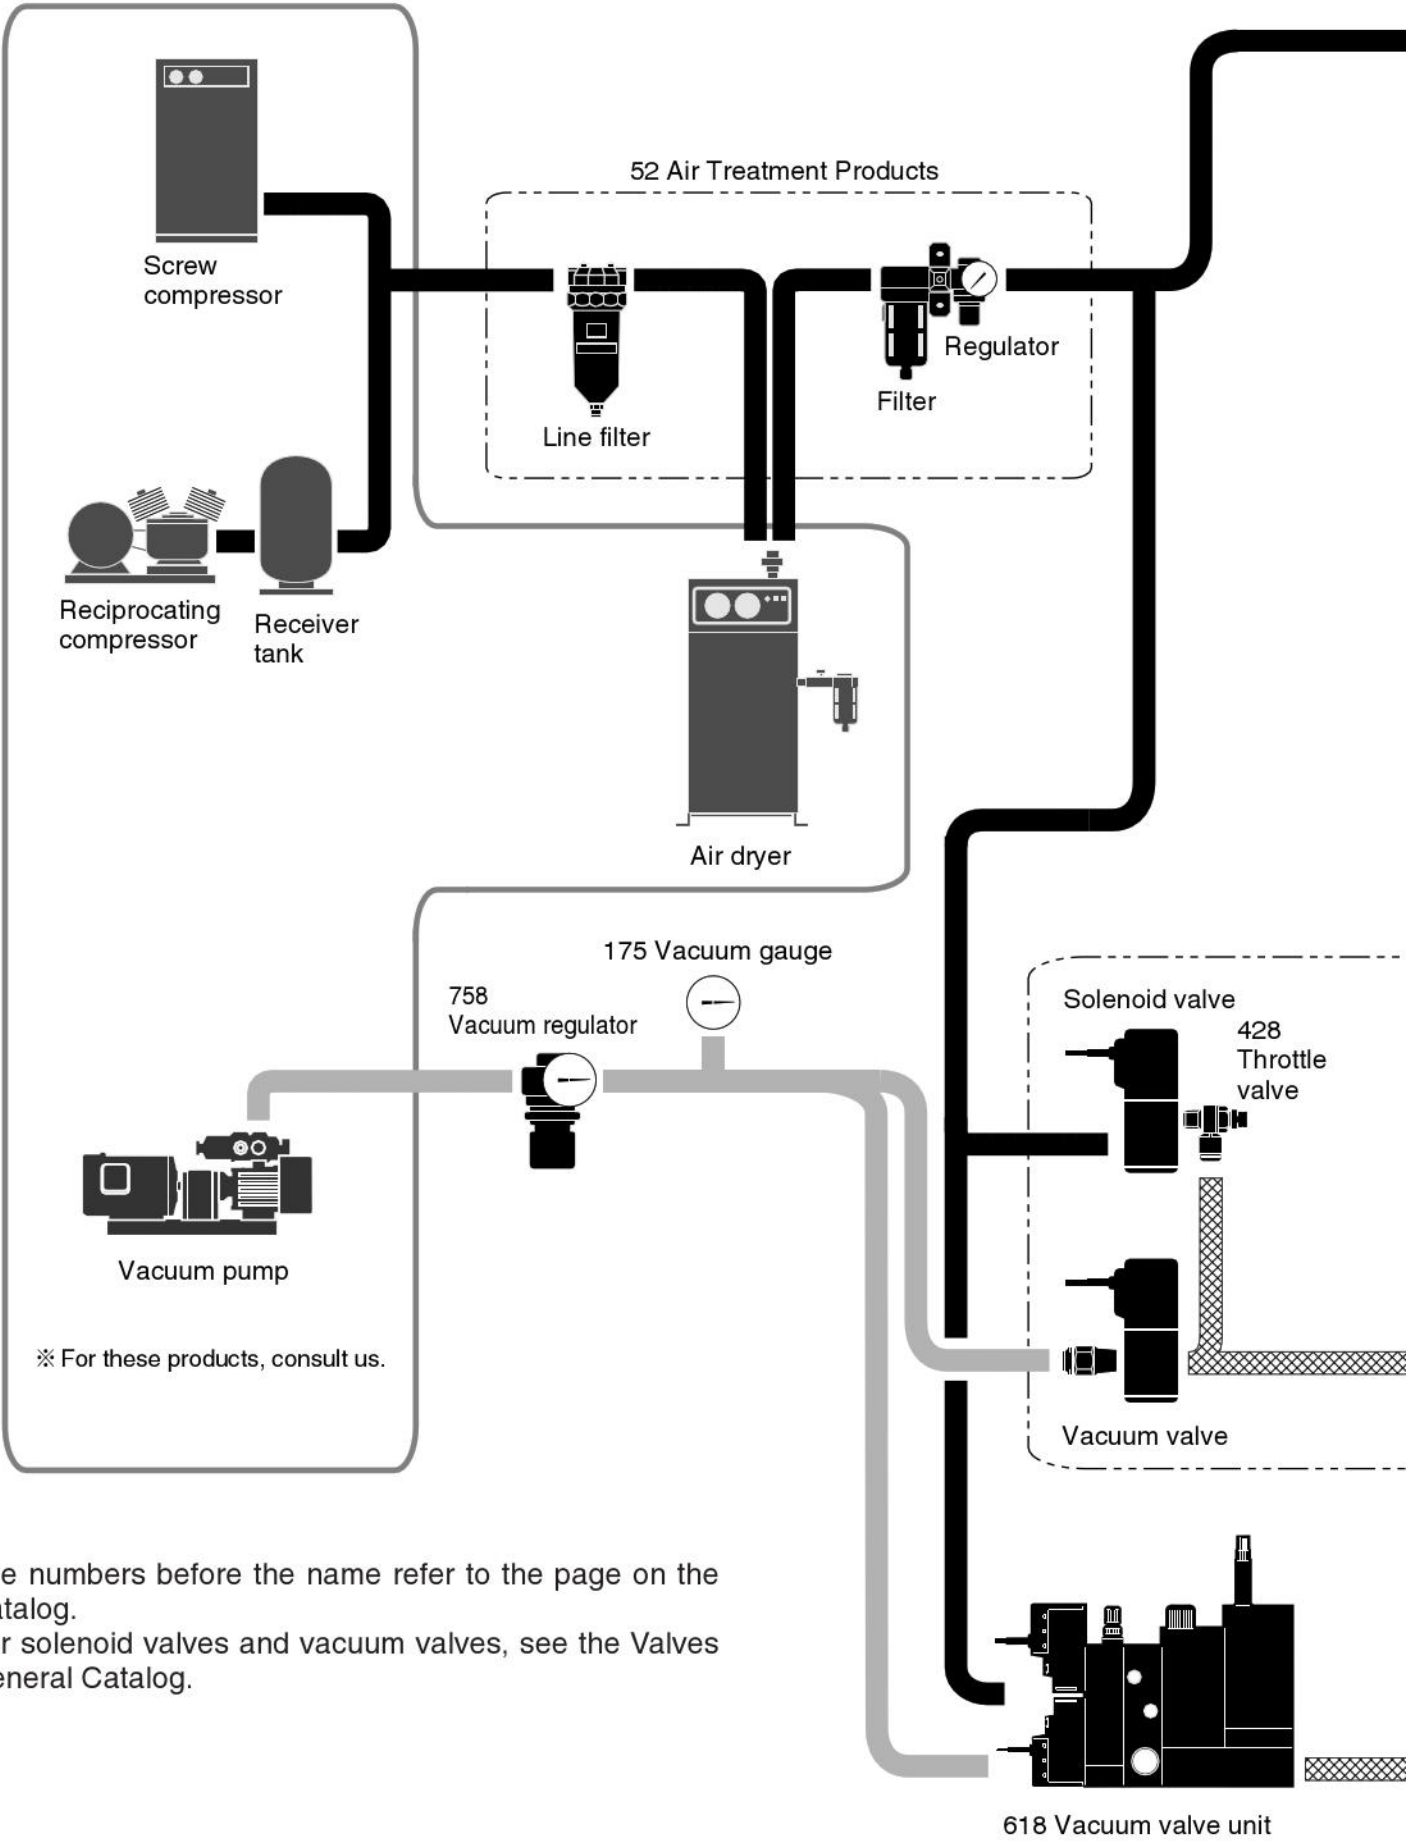 52 Air Treatment Products
Screw
compressor
Regulator
Filter
Line filter
Reciprocating
compressor
Receiver
tank
Air dryer
175 Vacuum gauge
758
Vacuum regulator
Solenoid valve
428
Throttle
valve
Vacuum pump
※ For these products, consult us.
Vacuum valve
e numbers before the name refer to the page on the
atalog.
r solenoid valves and vacuum valves, see the Valves
eneral Catalog.
618 Vacuum valve unit